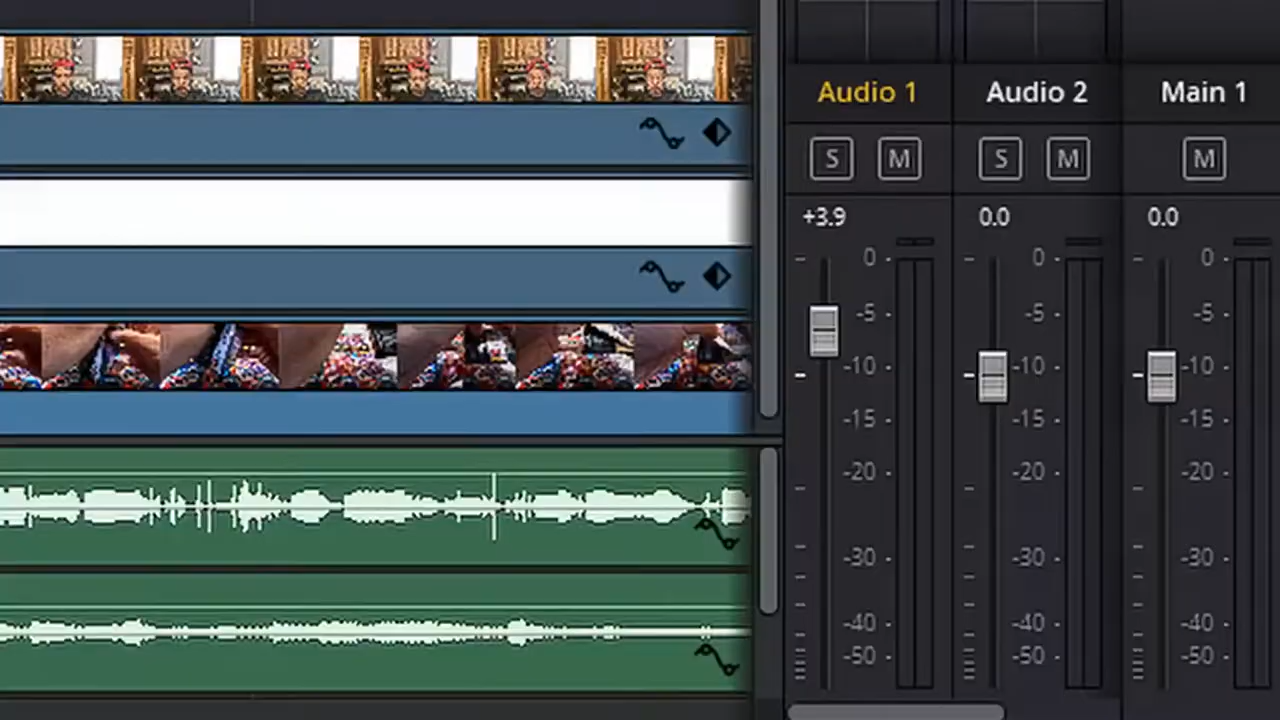 Audio 1 Audio 2 Main 1
S M S M M
+3.9 0.0 0.0
0 0 0
-5 -5 -5
-10 -10 -10
-15 -15 -15
-20 -20 -20
-30 -30 -30
-40 -40 -40
-50 -50 -50